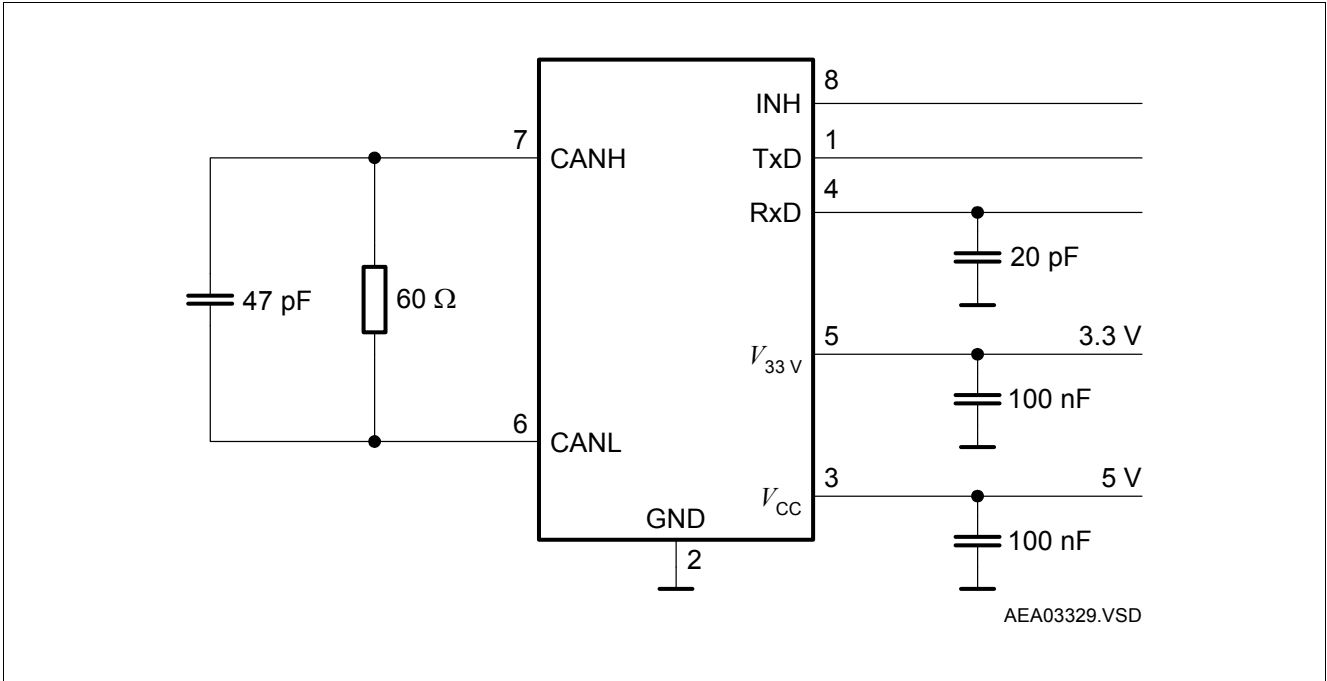 8
INH
7
1
CANH
TxD
4
RxD
20 pF
47 pF
60 Ω
5
3.3 V
V33 V
100 nF
6
CANL
3
5 V
VCC
GND
100 nF
2
AEA03329.VSD